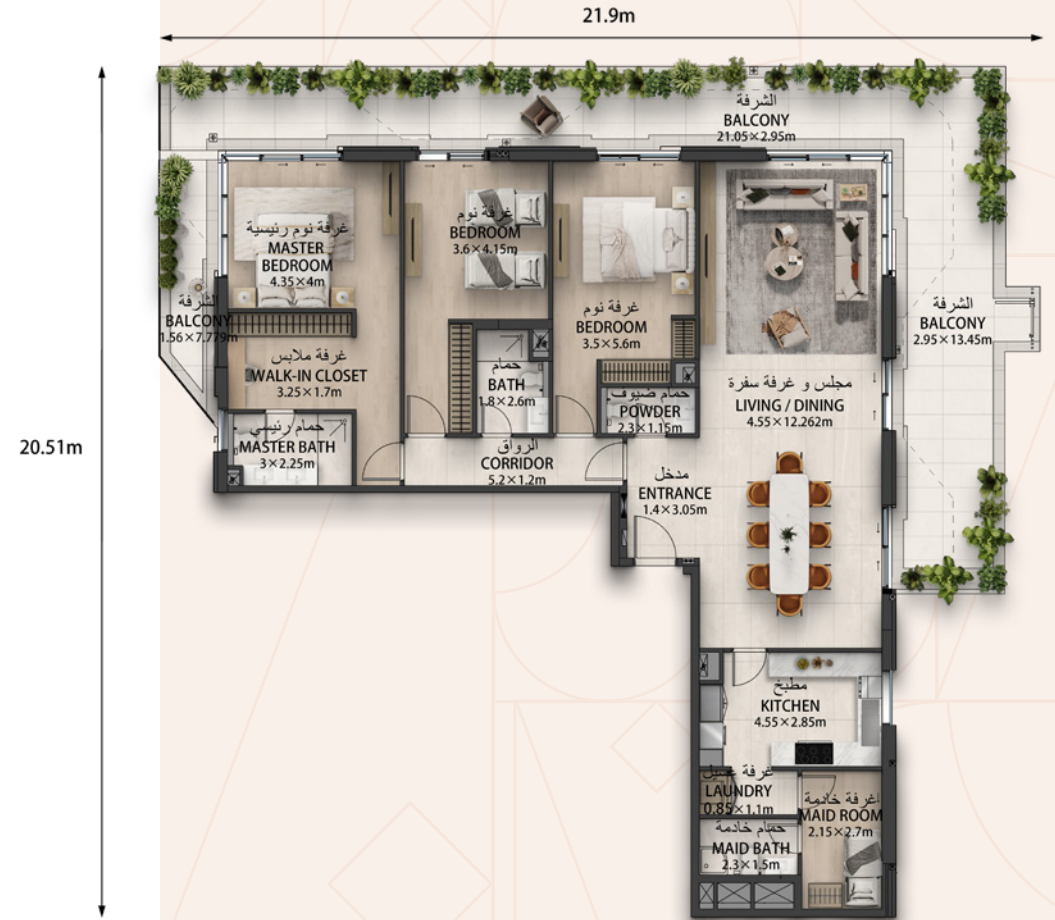 21.9m
الشرفة
BALCONY
21.05×2.95m
غرفة نوم رئيسية
MASTER
BEDROOM
4.35×4m
غرفة نوم
BEDROOM
3.6×4.15m
غرفة نوم
BEDROOM
3.5×5.6m
الشرفة
BALCONY
1.56×7.779m
الشرفة
BALCONY
2.95×13.45m
غرفة ملابس
WALK-IN CLOSET
3.25×1.7m
حمام
BATH
1.8×2.6m
حمام ضيوف
POWDER
2.3×1.15m
مجلس و غرفة سفرة
LIVING / DINING
4.55×12.262m
حمام رئيسي
MASTER BATH
3×2.25m
الرواق
CORRIDOR
5.2×1.2m
مدخل
ENTRANCE
1.4×3.05m
20.51m
مطبخ
KITCHEN
4.55×2.85m
غرفة غسيل
LAUNDRY
0.85×1.1m
غرفة خادمة
MAID ROOM
2.15×2.7m
حمام خادمة
MAID BATH
2.3×1.5m